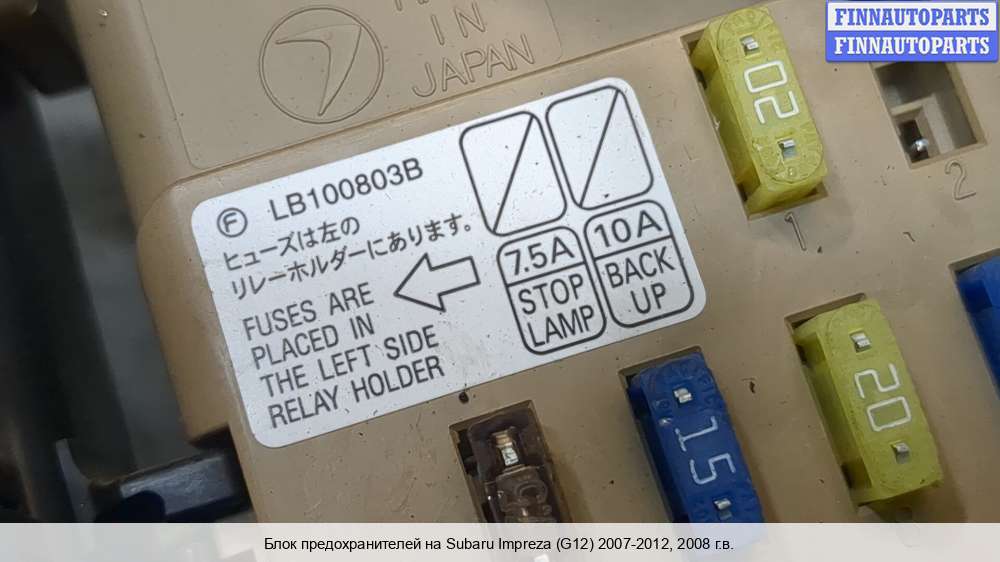 FINNAUTOPARTS
FINNAUTOPARTS
IN
JAPAN
F LB100803B
ヒューズは左の
リレーホルダーにあります。
FUSES ARE
PLACED IN
THE LEFT SIDE
RELAY HOLDER
7.5A
STOP
LAMP
10A
BACK
UP
20
1
2
15
20
Блок предохранителей на Subaru Impreza (G12) 2007-2012, 2008 г.в.